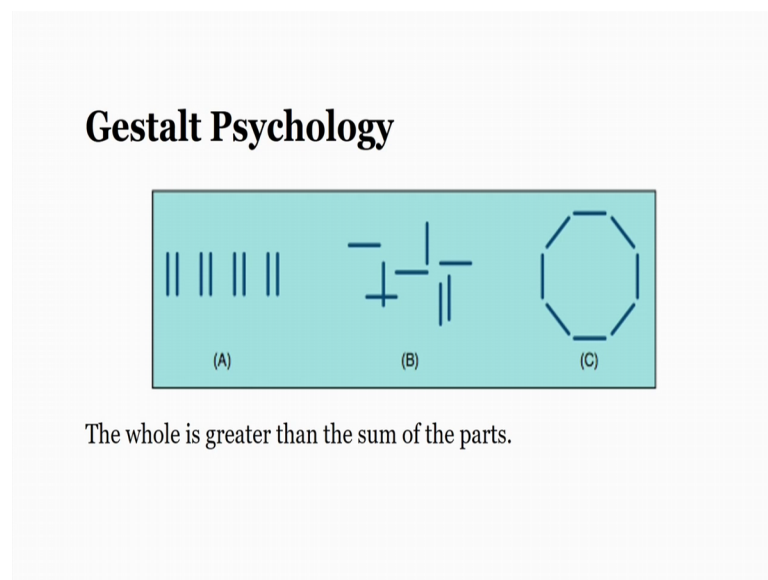 Gestalt Psychology
(A) (B) (C)
The whole is greater than the sum of the parts.